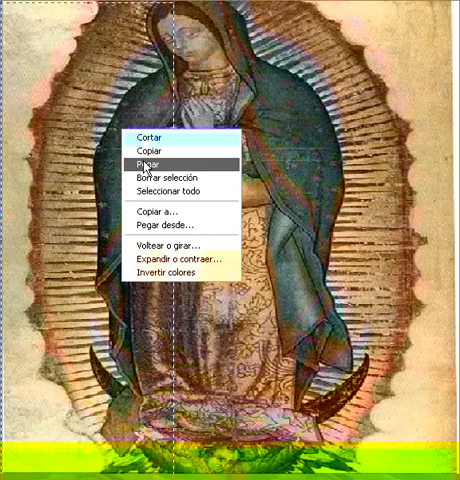 Cortar
Copiar
Pegar
Borrar selección
Seleccionar todo
Copiar a...
Pegar desde...
Voltear o girar...
Expandir o contraer...
Invertir colores